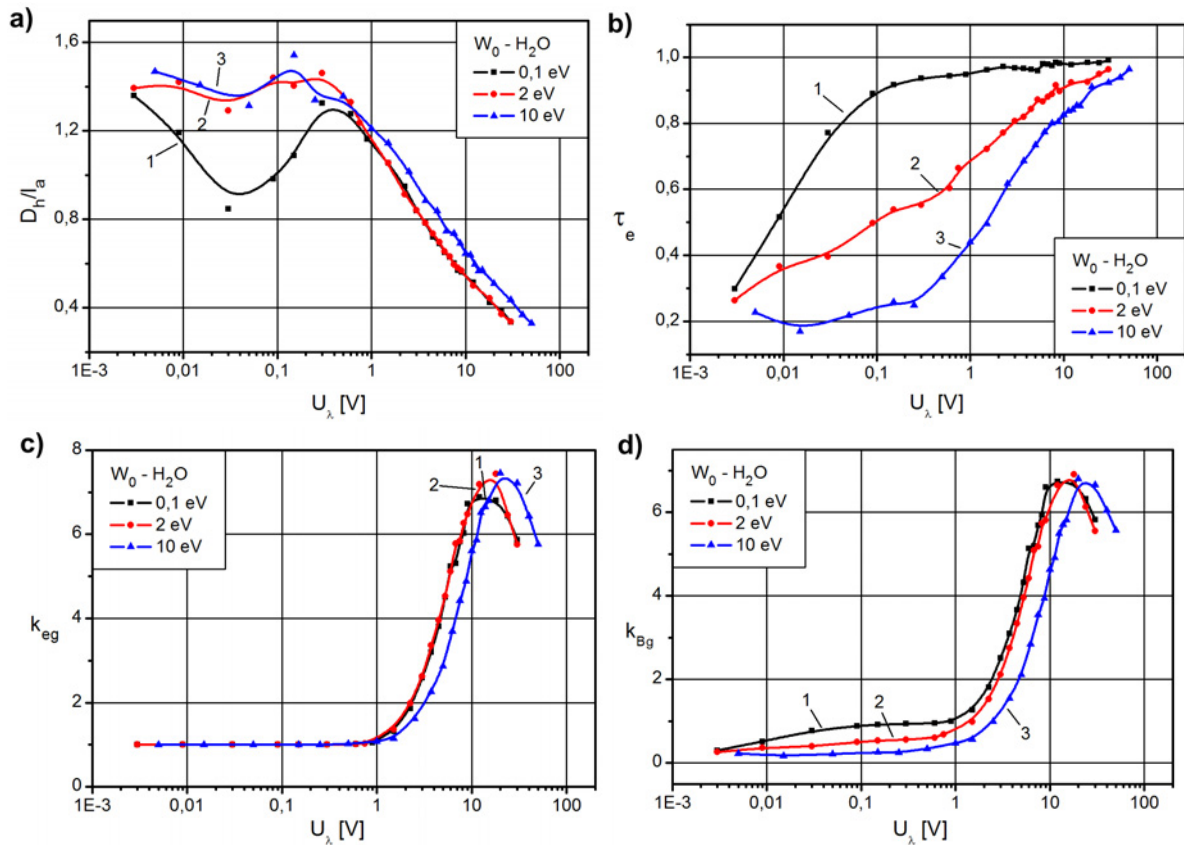 a)
1,6
1,2
0,8
0,4
D_h/l_a
1E-3 0,01 0,1 1 10 100
U_λ [V]
W_0 - H_2O
0,1 eV
2 eV
10 eV
1
2
3
b)
1,0
0,8
0,6
0,4
0,2
τ_e
1E-3 0,01 0,1 1 10 100
U_λ [V]
W_0 - H_2O
0,1 eV
2 eV
10 eV
1
2
3
c)
8
6
4
2
0
k_eg
1E-3 0,01 0,1 1 10 100
U_λ [V]
W_0 - H_2O
0,1 eV
2 eV
10 eV
2
1
3
d)
6
4
2
0
k_Bg
1E-3 0,01 0,1 1 10 100
U_λ [V]
W_0 - H_2O
0,1 eV
2 eV
10 eV
1
2
3